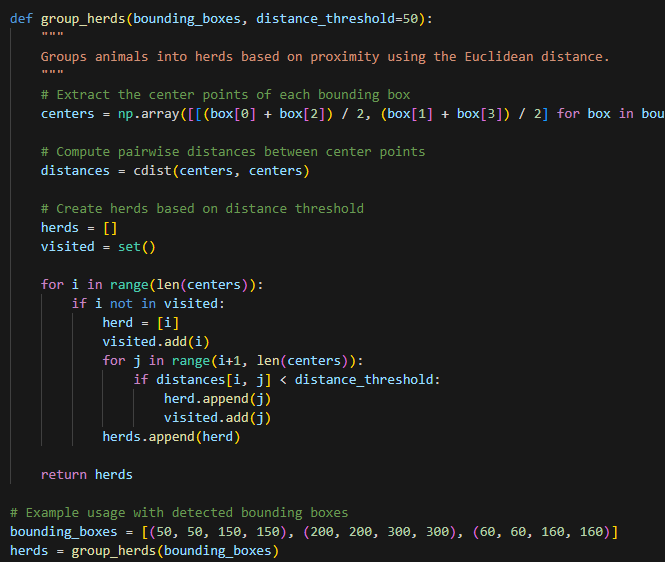 def group_herds(bounding_boxes, distance_threshold=50):
    """
    Groups animals into herds based on proximity using the Euclidean distance.
    """
    # Extract the center points of each bounding box
    centers = np.array([[(box[0] + box[2]) / 2, (box[1] + box[3]) / 2] for box in bou
    # Compute pairwise distances between center points
    distances = cdist(centers, centers)
    # Create herds based on distance threshold
    herds = []
    visited = set()
    for i in range(len(centers)):
        if i not in visited:
            herd = [i]
            visited.add(i)
            for j in range(i+1, len(centers)):
                if distances[i, j] < distance_threshold:
                    herd.append(j)
                    visited.add(j)
            herds.append(herd)
    return herds
# Example usage with detected bounding boxes
bounding_boxes = [(50, 50, 150, 150), (200, 200, 300, 300), (60, 60, 160, 160)]
herds = group_herds(bounding_boxes)